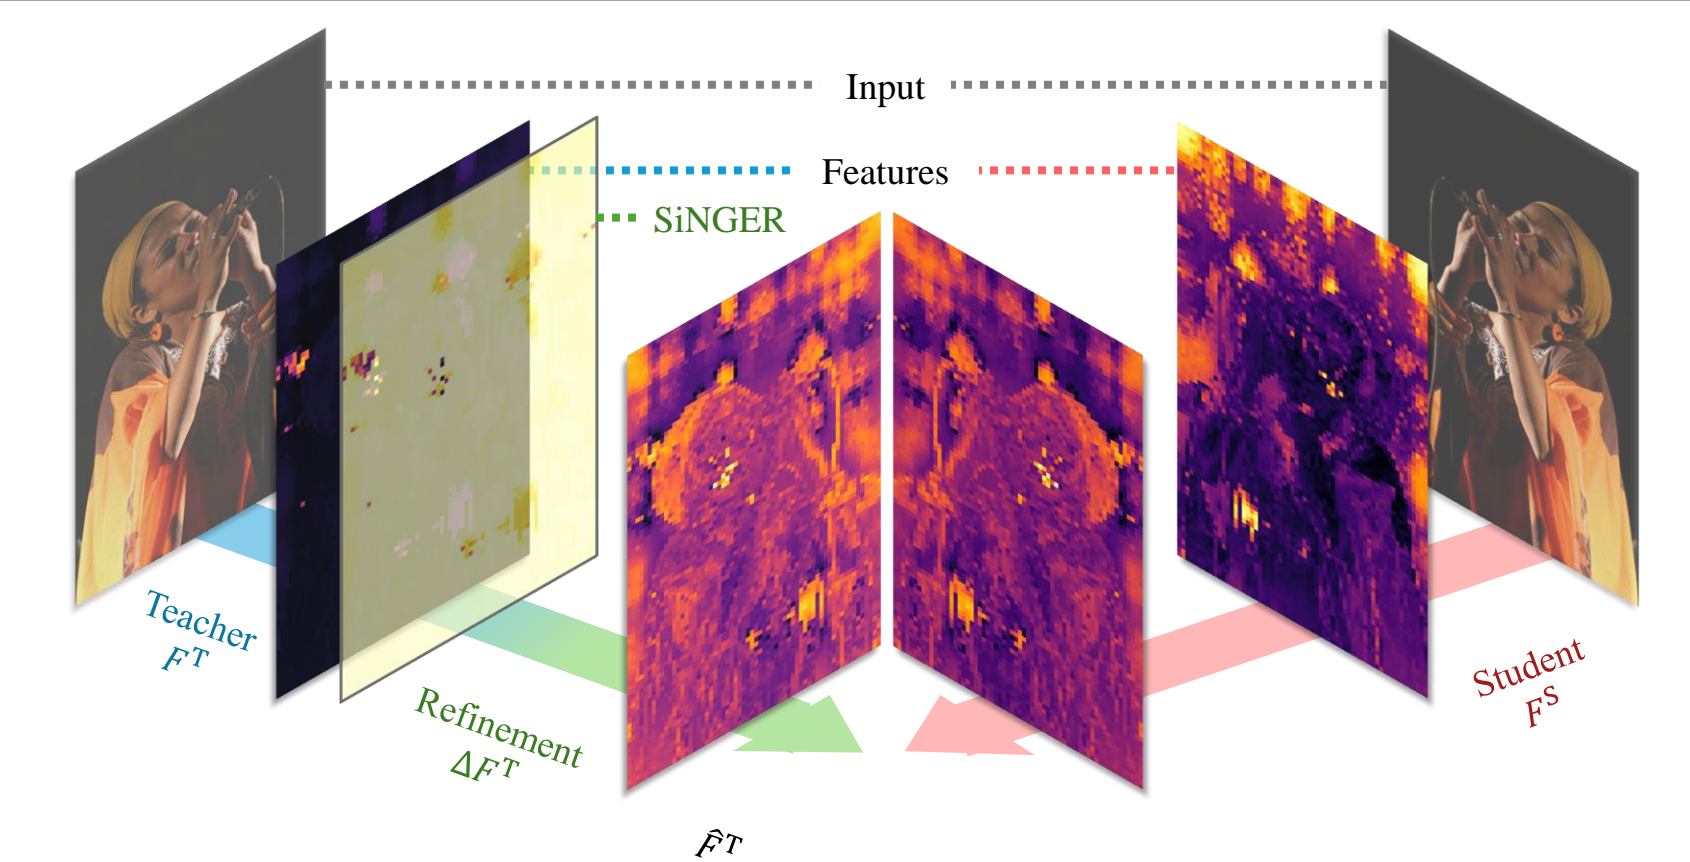 Input
Features
SiNGER
Teacher
F^T
Refinement
ΔF^T
Student
F^S
F̂^T